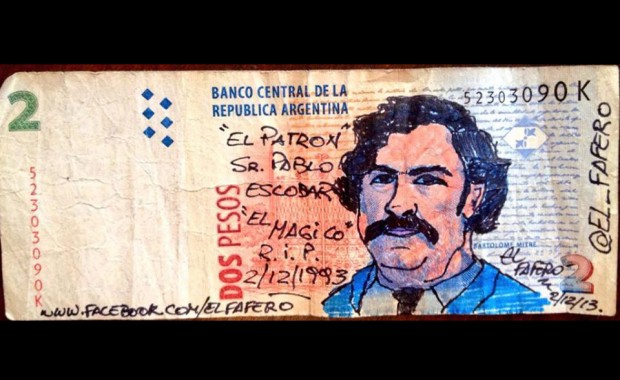 2
BANCO CENTRAL DE LA
REPUBLICA ARGENTINA
52303090K
"EL PATRON"
SR. PABLO
ESCOBAR
"EL
MAGICO"
R.I.P.
2/12/1993
DOS PESOS
52303090K
@EL_FAFERO
BARTOLOME MITRE
EL
FAFERO
2
2/12/13.
WWW.FACEBOOK.COM/ELFAFERO